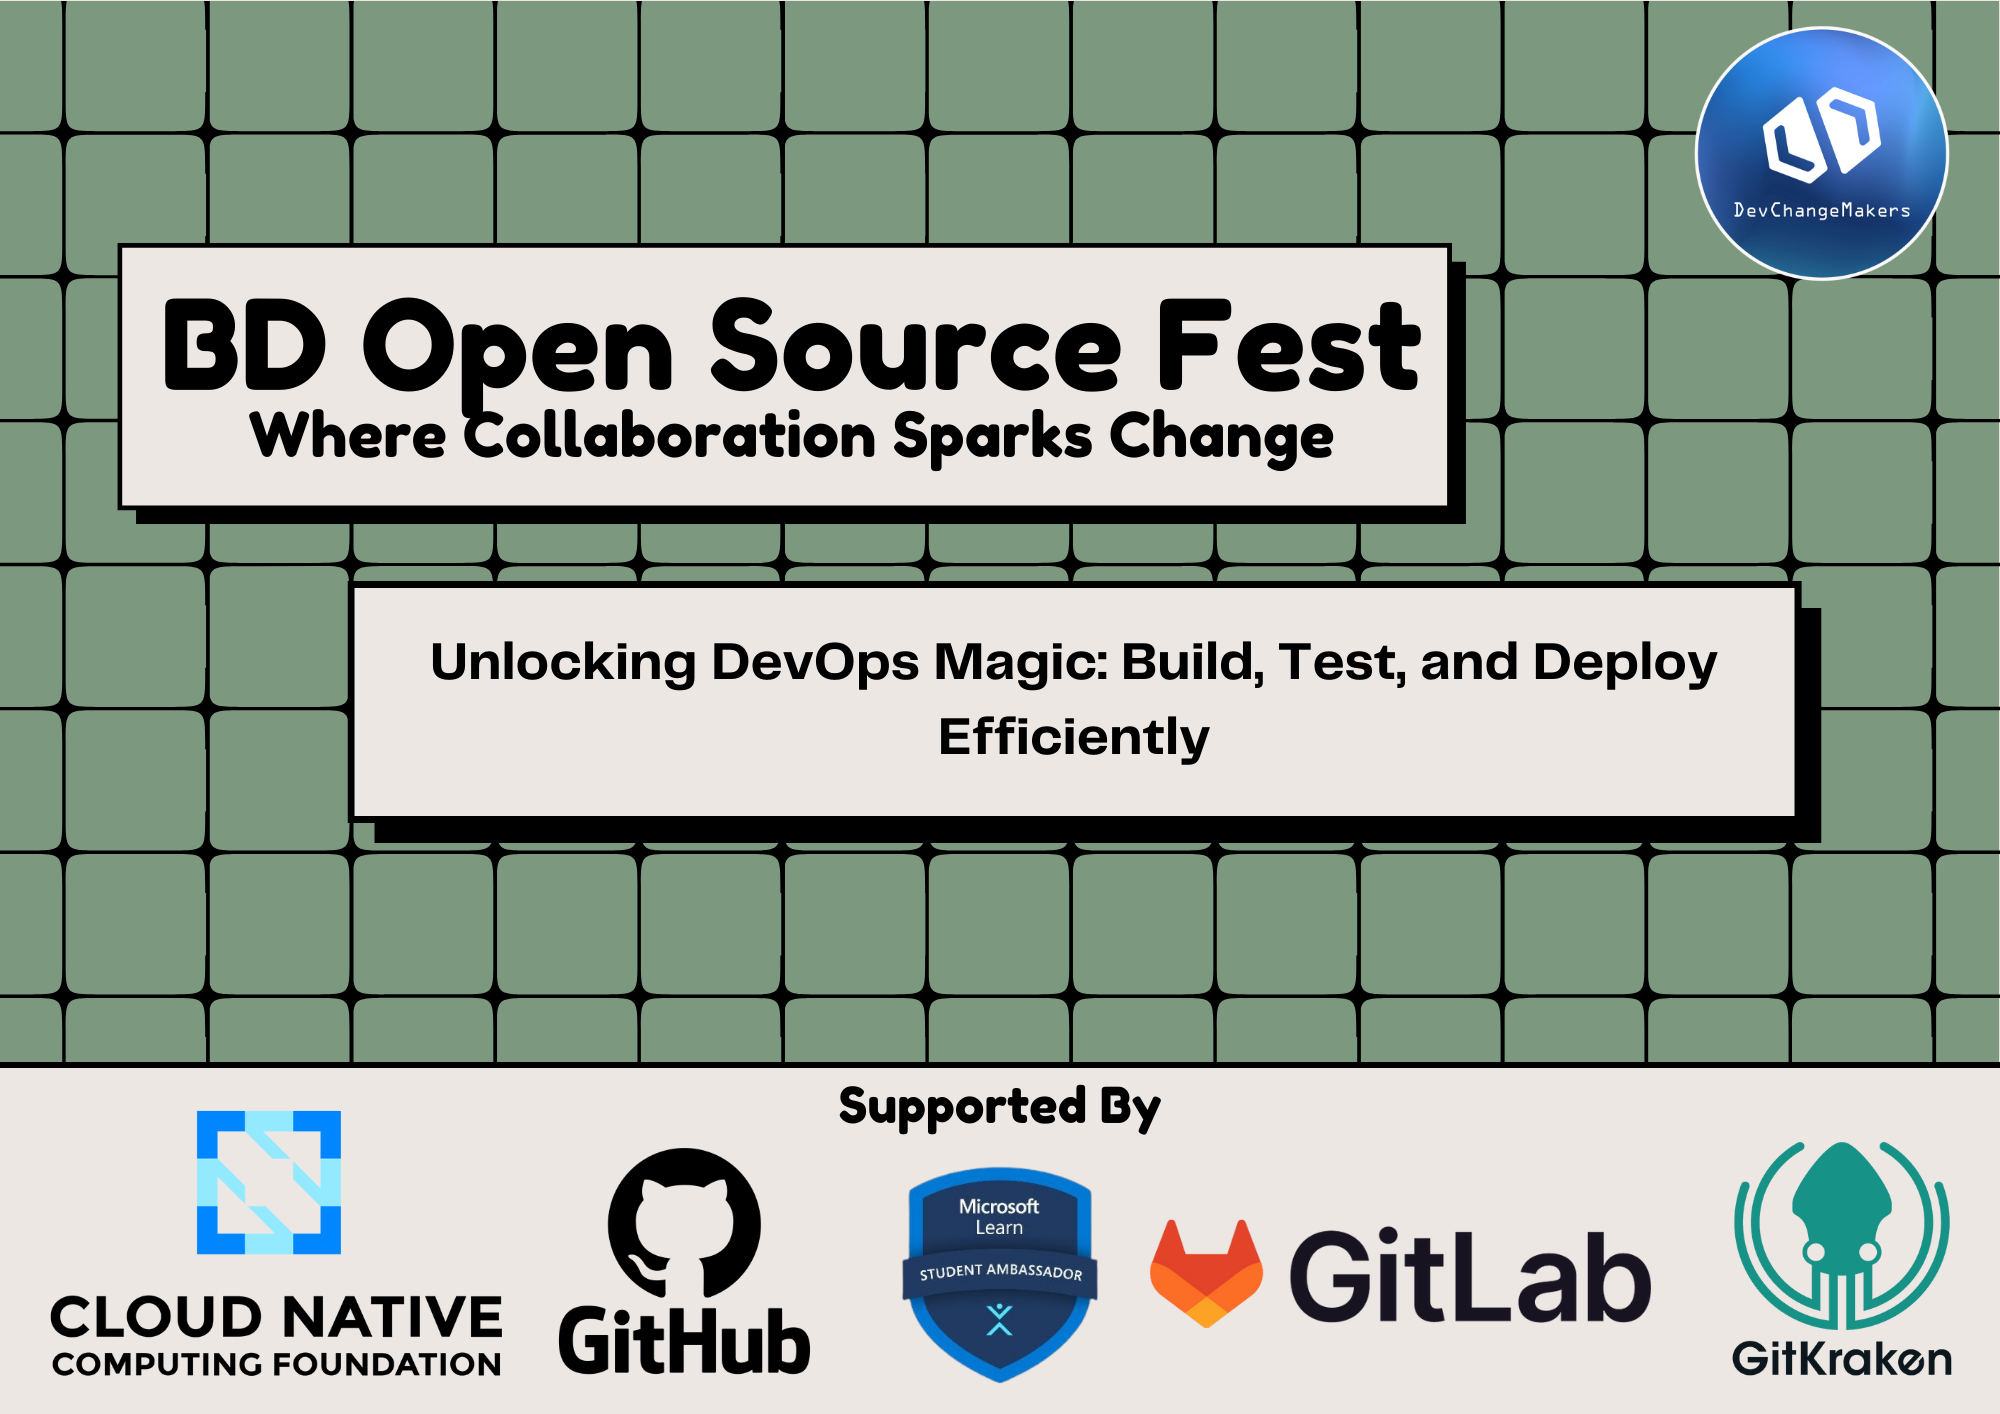 DevChangeMakers
BD Open Source Fest
Where Collaboration Sparks Change
Unlocking DevOps Magic: Build, Test, and Deploy
Efficiently
Supported By
CLOUD NATIVE
COMPUTING FOUNDATION
GitHub
Microsoft
Learn
STUDENT AMBASSADOR
GitLab
GitKraken